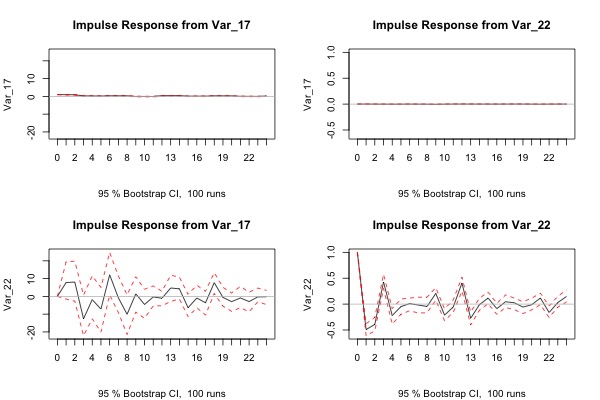 Impulse Response from Var_17
Var_17
10
0
-20
0 2 4 6 8 10 13 16 19 22
95 % Bootstrap CI, 100 runs
Impulse Response from Var_22
Var_17
1.0
0.5
0.0
-0.5
0 2 4 6 8 10 13 16 19 22
95 % Bootstrap CI, 100 runs
Impulse Response from Var_17
Var_22
10
0
-20
0 2 4 6 8 10 13 16 19 22
95 % Bootstrap CI, 100 runs
Impulse Response from Var_22
Var_22
1.0
0.5
0.0
-0.5
0 2 4 6 8 10 13 16 19 22
95 % Bootstrap CI, 100 runs